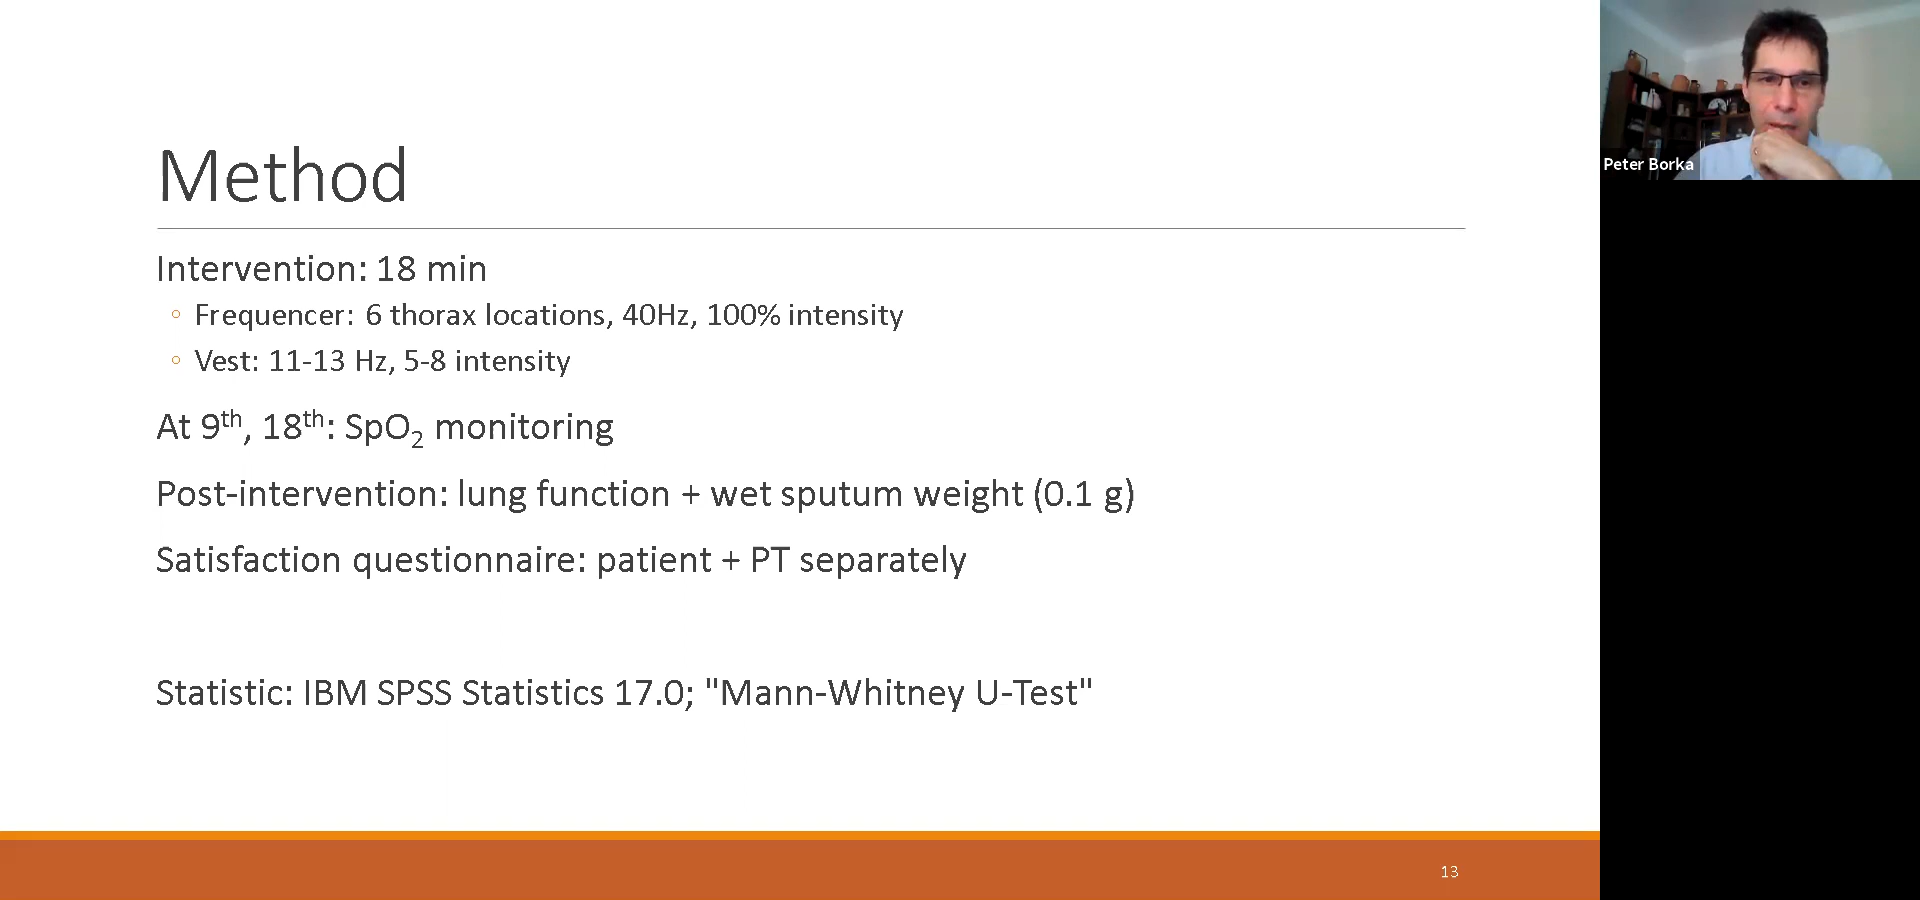 Method
Intervention: 18 min
◦ Frequencer: 6 thorax locations, 40Hz, 100% intensity
◦ Vest: 11-13 Hz, 5-8 intensity
At 9th, 18th: SpO2 monitoring
Post-intervention: lung function + wet sputum weight (0.1 g)
Satisfaction questionnaire: patient + PT separately
Statistic: IBM SPSS Statistics 17.0; "Mann-Whitney U-Test"
13
Peter Borka